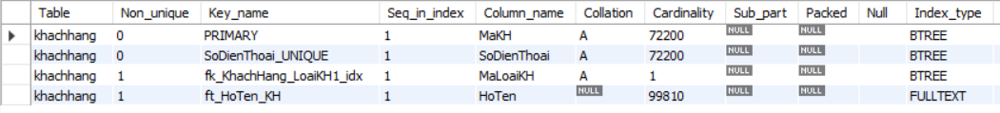 Table Non_unique Key_name Seq_in_index Column_name Collation Cardinality Sub_part Packed Null Index_type
khachhang 0 PRIMARY 1 MaKH A 72200 NULL NULL BTREE
khachhang 0 SoDienThoai_UNIQUE 1 SoDienThoai A 72200 NULL NULL BTREE
khachhang 1 fk_KhachHang_LoaiKH1_idx 1 MaLoaiKH A 1 NULL NULL BTREE
khachhang 1 ft_HoTen_KH 1 HoTen NULL 99810 NULL NULL FULLTEXT